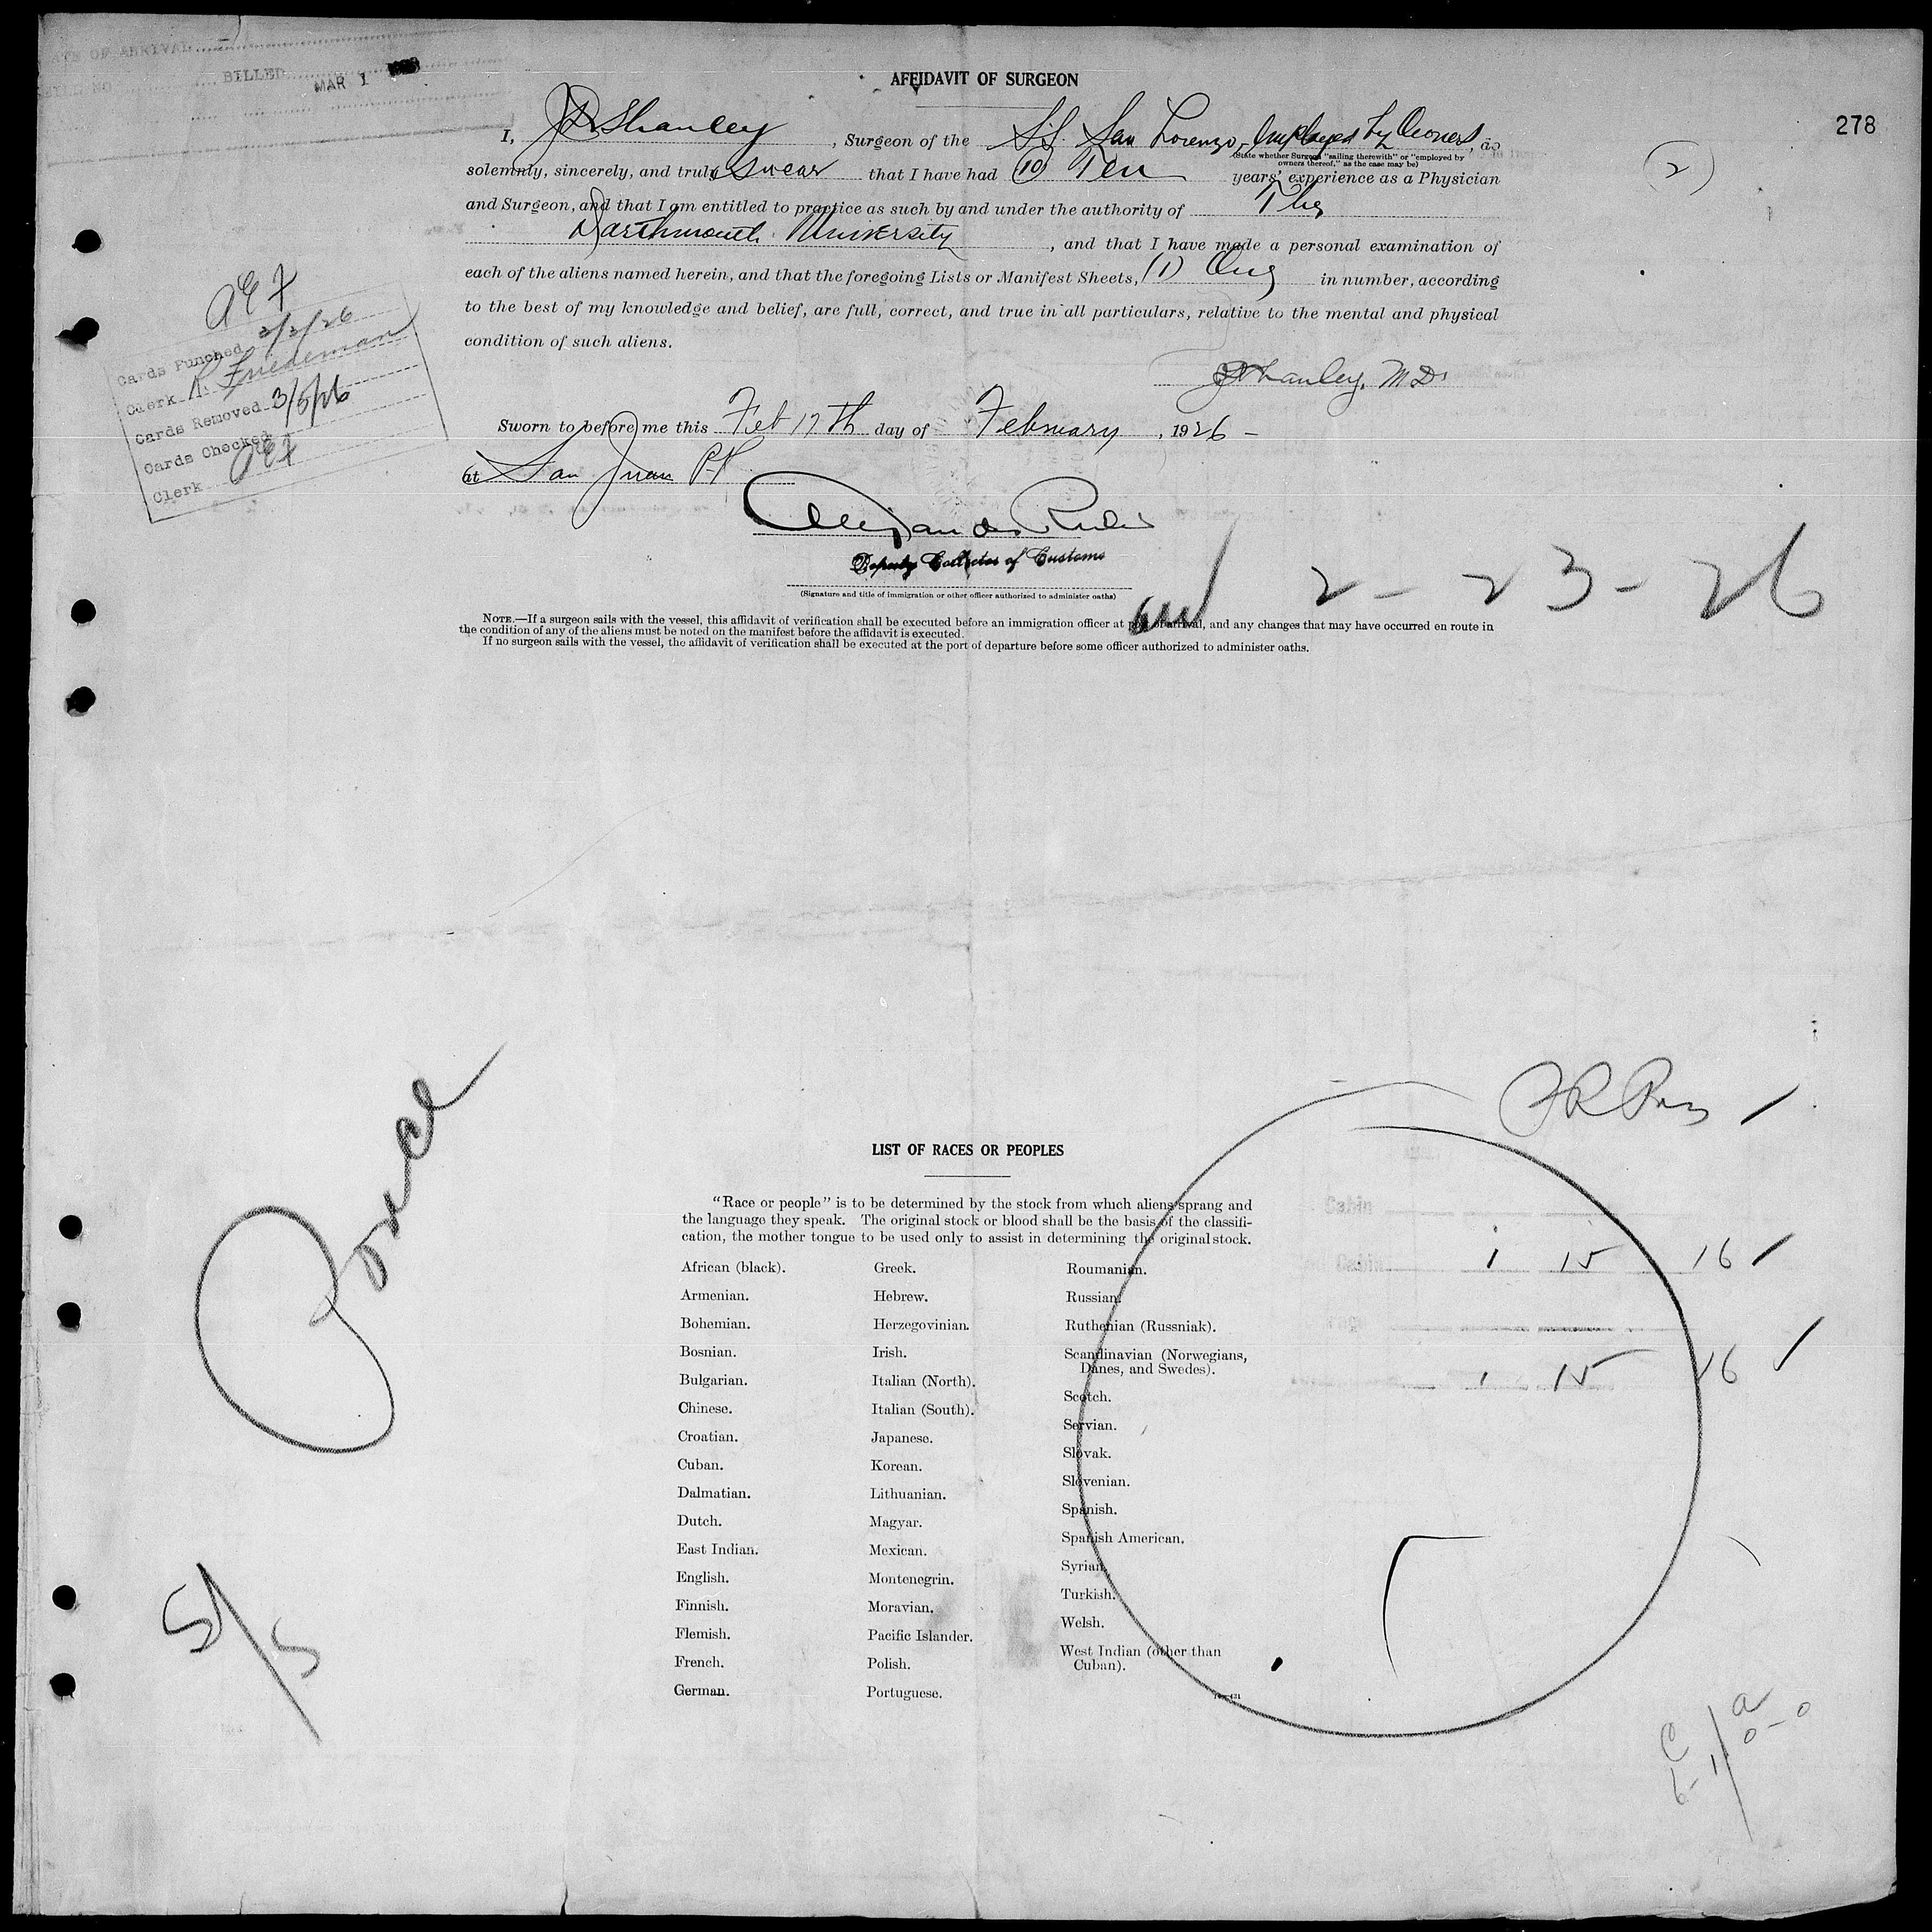 DATE OF ARRIVAL
BILL NO BILLED MAR 1
AFFIDAVIT OF SURGEON
278
(2)
I, J Shanley, Surgeon of the S.S. San Lorenzo, Employed by Owners, do
(State whether Surgeon "sailing therewith" or "employed by owners thereof," as the case may be)
solemnly, sincerely, and truly swear that I have had (10) Ten years' experience as a Physician
and Surgeon, and that I am entitled to practice as such by and under the authority of The
Darthmouth University, and that I have made a personal examination of
each of the aliens named herein, and that the foregoing Lists or Manifest Sheets, (1) One in number, according
to the best of my knowledge and belief, are full, correct, and true in all particulars, relative to the mental and physical
condition of such aliens.
Shanley, M.D.
Sworn to before me this Feb 17th day of February, 1926 -
at San Juan P.R.
Deputy Collector of Customs
(Signature and title of immigration or other officer authorized to administer oaths)
Cards Punched
Clerk R. Friedeman
Cards Removed 3/5/26
Cards Checked
Clerk
2-23-26
NOTE.—If a surgeon sails with the vessel, this affidavit of verification shall be executed before an immigration officer at port of arrival, and any changes that may have occurred en route in
the condition of any of the aliens must be noted on the manifest before the affidavit is executed.
If no surgeon sails with the vessel, the affidavit of verification shall be executed at the port of departure before some officer authorized to administer oaths.
Ponce
5/5
LIST OF RACES OR PEOPLES
"Race or people" is to be determined by the stock from which aliens sprang and
the language they speak. The original stock or blood shall be the basis of the classifi-
cation, the mother tongue to be used only to assist in determining the original stock.
African (black).
Armenian.
Bohemian.
Bosnian.
Bulgarian.
Chinese.
Croatian.
Cuban.
Dalmatian.
Dutch.
East Indian.
English.
Finnish.
Flemish.
French.
German.
Greek.
Hebrew.
Herzegovinian.
Irish.
Italian (North).
Italian (South).
Japanese.
Korean.
Lithuanian.
Magyar.
Mexican.
Montenegrin.
Moravian.
Pacific Islander.
Polish.
Portuguese.
Roumanian.
Russian.
Ruthenian (Russniak).
Scandinavian (Norwegians,
Danes, and Swedes).
Scotch.
Servian.
Slovak.
Slovenian.
Spanish.
Spanish American.
Syrian.
Turkish.
Welsh.
West Indian (other than
Cuban).
Cabin
Cabin 1 15 16
1 15 16